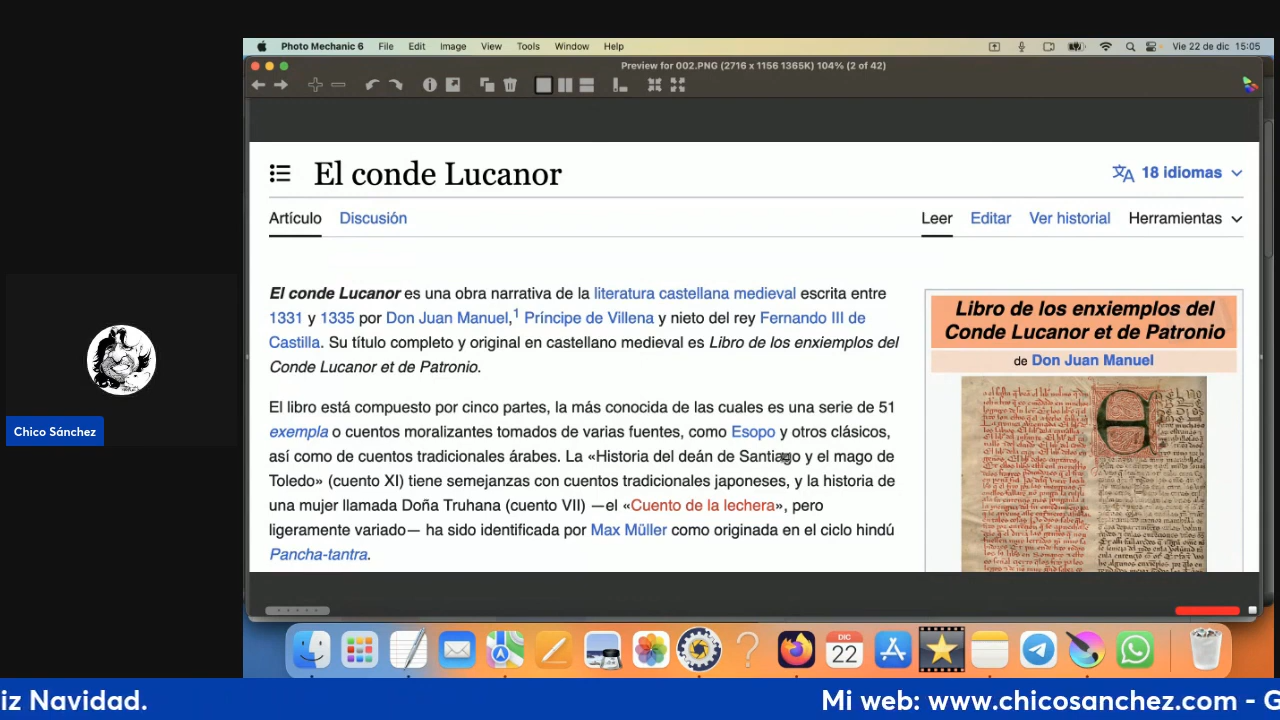 Photo Mechanic 6 File Edit Image View Tools Window Help Vie 22 de dic 15:05
Preview for 002.PNG (2716 x 1156 1365K) 104% (2 of 42)
El conde Lucanor
18 idiomas
Artículo Discusión Leer Editar Ver historial Herramientas
El conde Lucanor es una obra narrativa de la literatura castellana medieval escrita entre
1331 y 1335 por Don Juan Manuel,1 Príncipe de Villena y nieto del rey Fernando III de
Castilla. Su título completo y original en castellano medieval es Libro de los enxiemplos del
Conde Lucanor et de Patronio.
El libro está compuesto por cinco partes, la más conocida de las cuales es una serie de 51
exempla o cuentos moralizantes tomados de varias fuentes, como Esopo y otros clásicos,
así como de cuentos tradicionales árabes. La «Historia del deán de Santiago y el mago de
Toledo» (cuento XI) tiene semejanzas con cuentos tradicionales japoneses, y la historia de
una mujer llamada Doña Truhana (cuento VII) —el «Cuento de la lechera», pero
ligeramente variado— ha sido identificada por Max Müller como originada en el ciclo hindú
Pancha-tantra.
Libro de los enxiemplos del
Conde Lucanor et de Patronio
de Don Juan Manuel
Chico Sánchez
DIC
22
iz Navidad. Mi web: www.chicosanchez.com - G